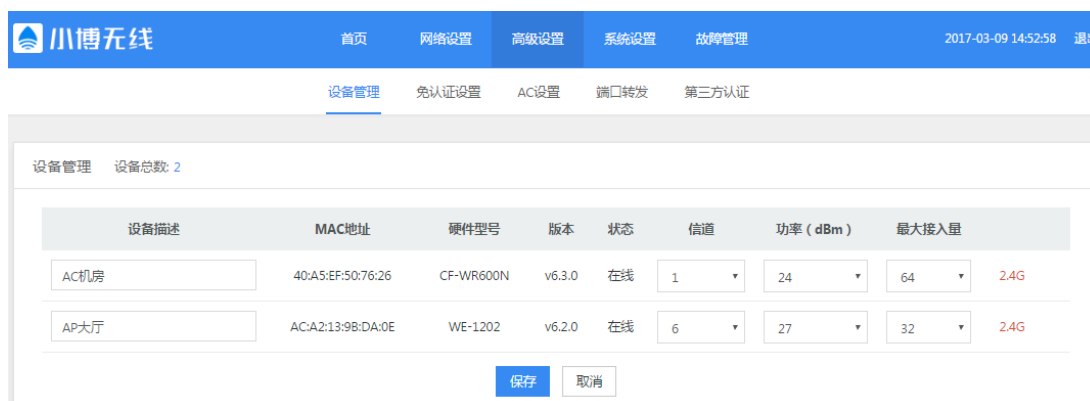 小博无线 首页 网络设置 高级设置 系统设置 故障管理 2017-03-09 14:52:58
设备管理 免认证设置 AC设置 端口转发 第三方认证
设备管理 设备总数: 2
设备描述 MAC地址 硬件型号 版本 状态 信道 功率(dBm) 最大接入量
AC机房 40:A5:EF:50:76:26 CF-WR600N v6.3.0 在线 1 24 64 2.4G
AP大厅 AC:A2:13:9B:DA:0E WE-1202 v6.2.0 在线 6 27 32 2.4G
保存 取消